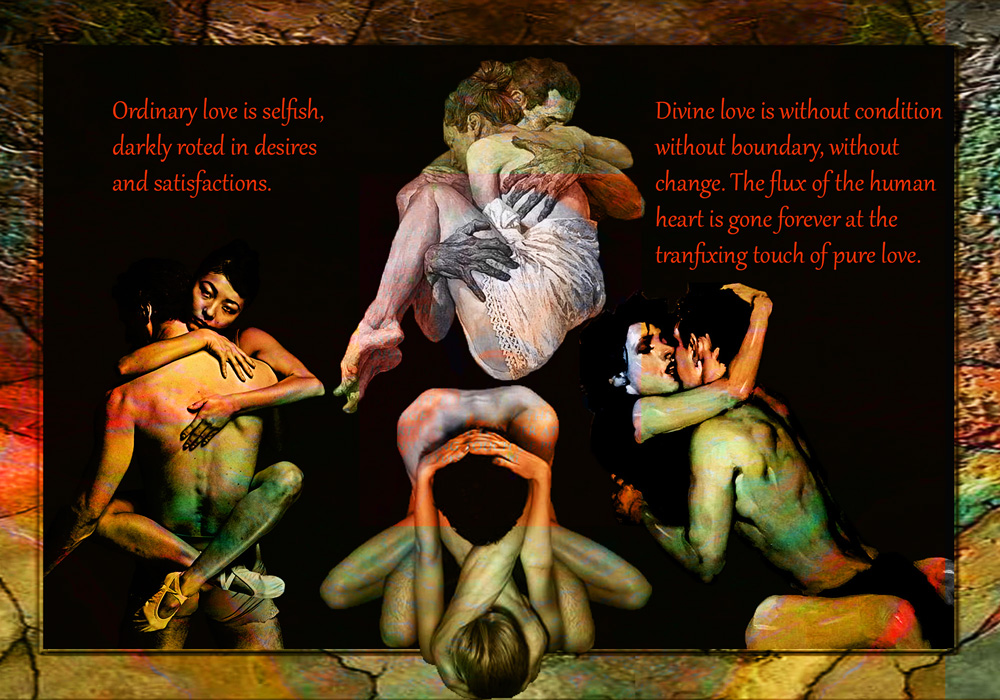 Ordinary love is selfish,
darkly roted in desires
and satisfactions.
Divine love is without condition
without boundary, without
change. The flux of the human
heart is gone forever at the
tranfixing touch of pure love.